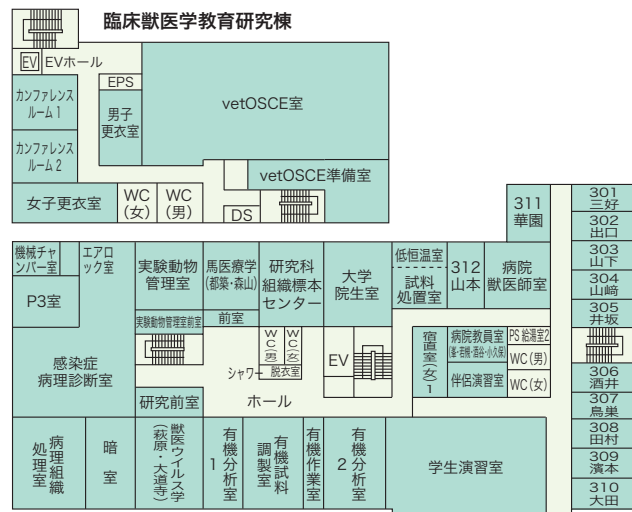 臨床獣医学教育研究棟
EV
EVホール
カンファレンス
ルーム1
EPS
男子
更衣室
vetOSCE室
カンファレンス
ルーム2
vetOSCE準備室
女子更衣室
WC
(女)
WC
(男)
DS
311
華園
301
三好
302
出口
303
山下
304
山﨑
305
井坂
306
酒井
307
鳥巣
308
田村
309
濱本
310
大田
機械チャ
ンバー室
エアロ
ック室
P3室
感染症
病理診断室
実験動物
管理室
実験動物管理室前室
馬医療学
(都築・森山)
前室
研究科
組織標本
センター
大学
院生室
低恒温室
試料
処置室
312
山本
病院
獣医師室
WC(男)
WC(女)
シャワー
脱衣室
EV
宿直室(女)1
病院教員室
PS
給湯室2
WC(男)
伴侶演習室
WC(女)
研究前室
ホール
病理組織
処理室
暗室
獣医ウイルス学
(萩原・大道寺)
有機分析室1
有機試料
調製室
有機作業室
有機分析室2
学生演習室